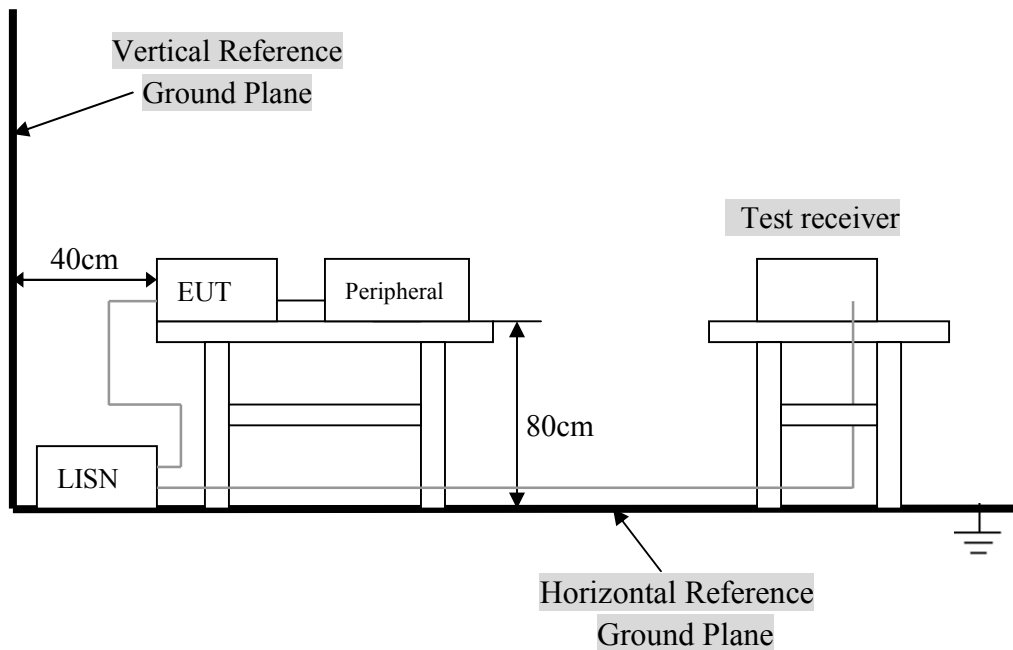 Vertical Reference
Ground Plane
Test receiver
40cm
EUT
Peripheral
80cm
LISN
Horizontal Reference
Ground Plane